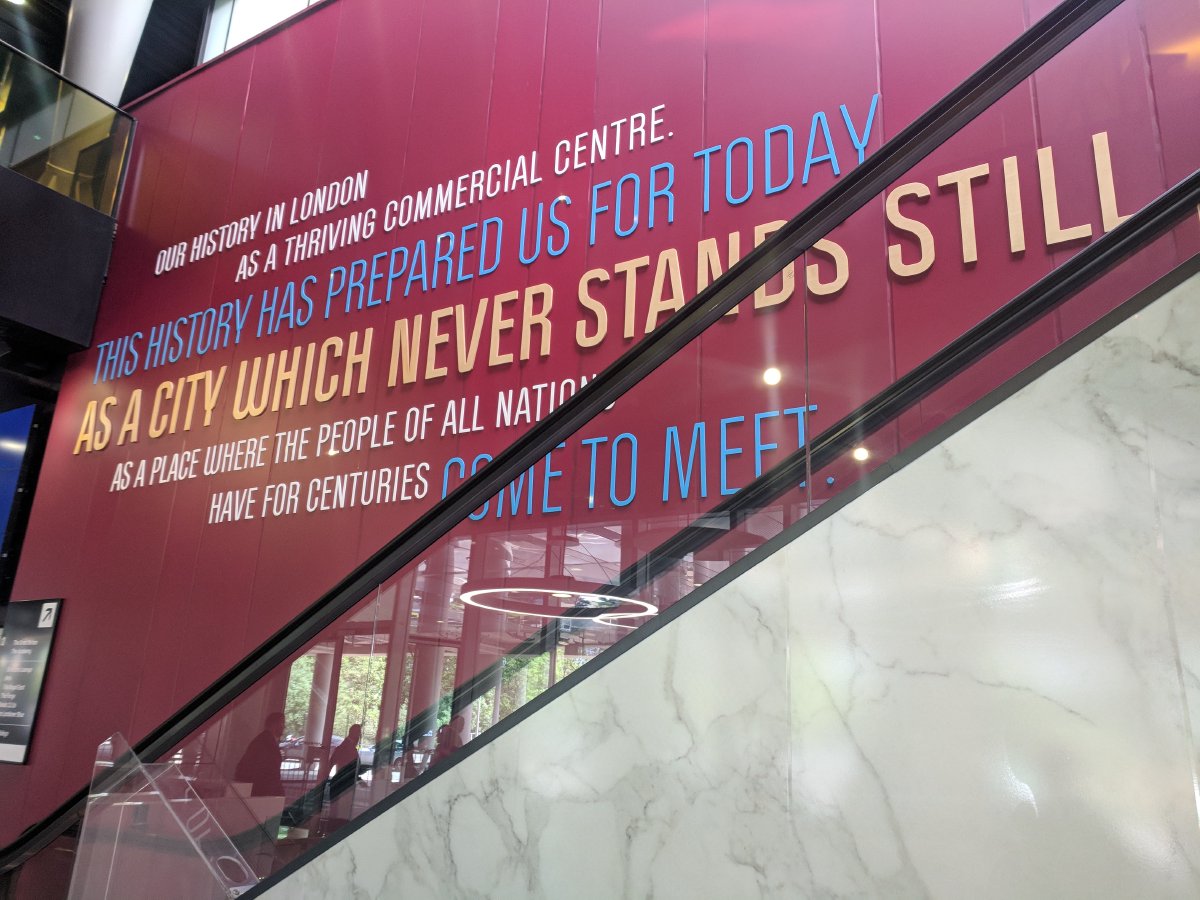 OUR HISTORY IN LONDON
AS A THRIVING COMMERCIAL CENTRE.
THIS HISTORY HAS PREPARED US FOR TODAY
AS A CITY WHICH NEVER STANDS STILL
AS A PLACE WHERE THE PEOPLE OF ALL NATIONS
HAVE FOR CENTURIES COME TO MEET.